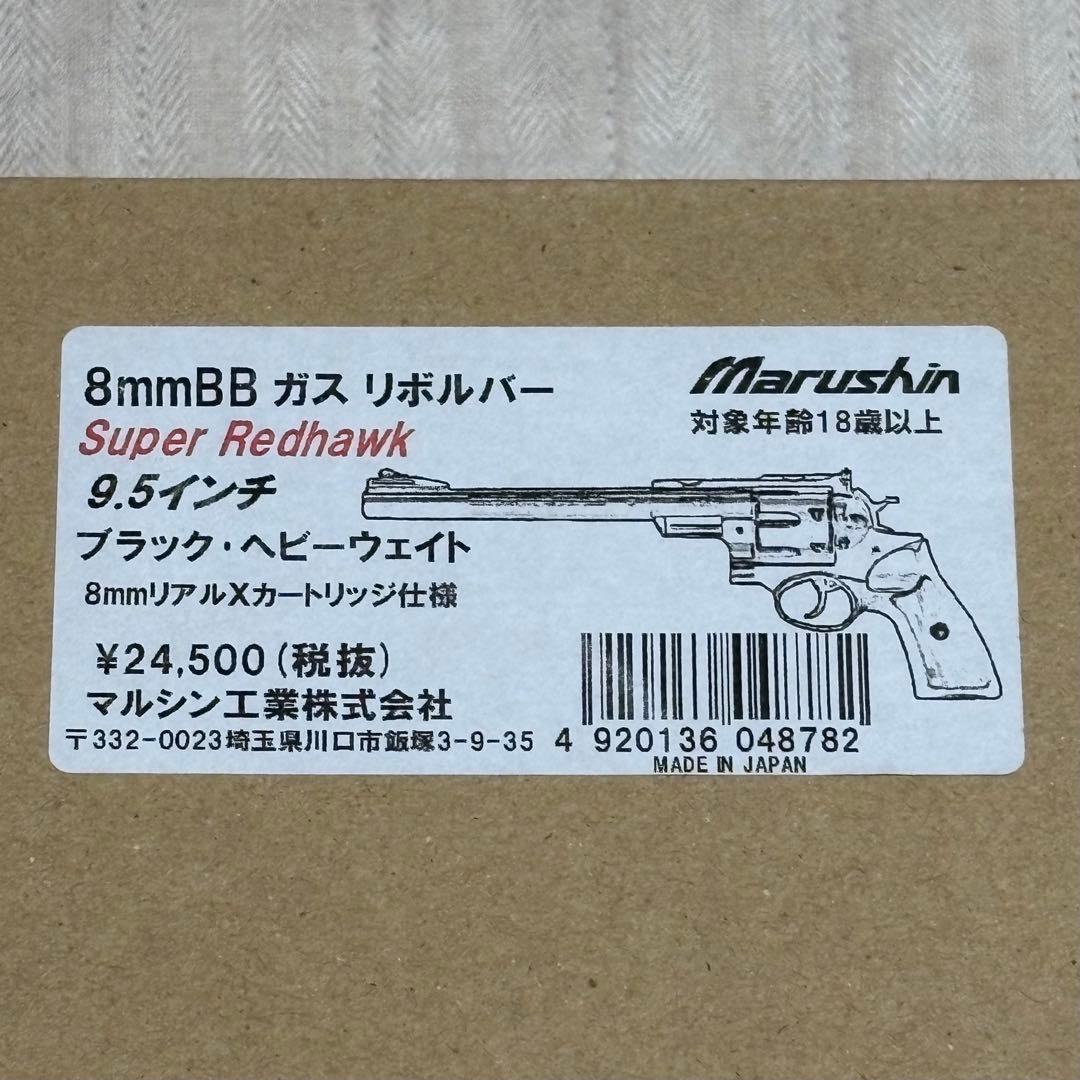 8mmBB ガス リボルバー
Marushin
対象年齢18歳以上
Super Redhawk
9.5インチ
ブラック・ヘビーウェイト
8mmリアルXカートリッジ仕様
¥24,500(税抜)
マルシン工業株式会社
〒332-0023埼玉県川口市飯塚3-9-35
4 920136 048782
MADE IN JAPAN